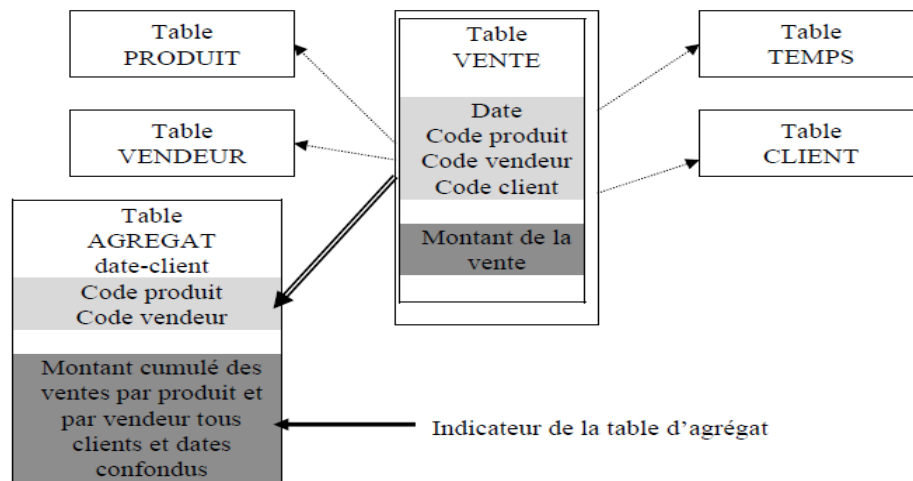 Table
PRODUIT
Table
VENDEUR
Table
VENTE
Date
Code produit
Code vendeur
Code client
Montant de la
vente
Table
TEMPS
Table
CLIENT
Table
AGREGAT
date-client
Code produit
Code vendeur
Montant cumulé des
ventes par produit et
par vendeur tous
clients et dates
confondus
Indicateur de la table d'agrégat